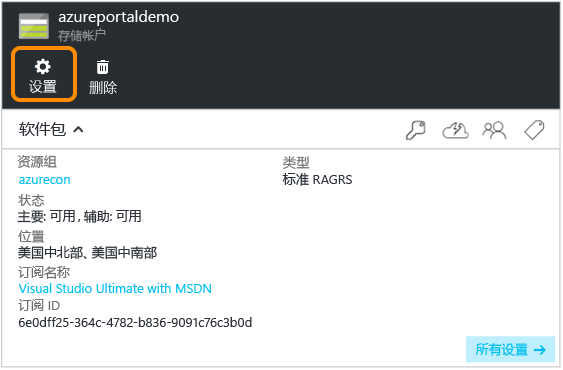 azureportaldemo
存储帐户
设置 删除
软件包
资源组 类型
azurecon 标准 RAGRS
状态
主要: 可用, 辅助: 可用
位置
美国中北部、美国中南部
订阅名称
Visual Studio Ultimate with MSDN
订阅 ID
6e0dff25-364c-4782-b836-9091c76c3b0d
所有设置 →